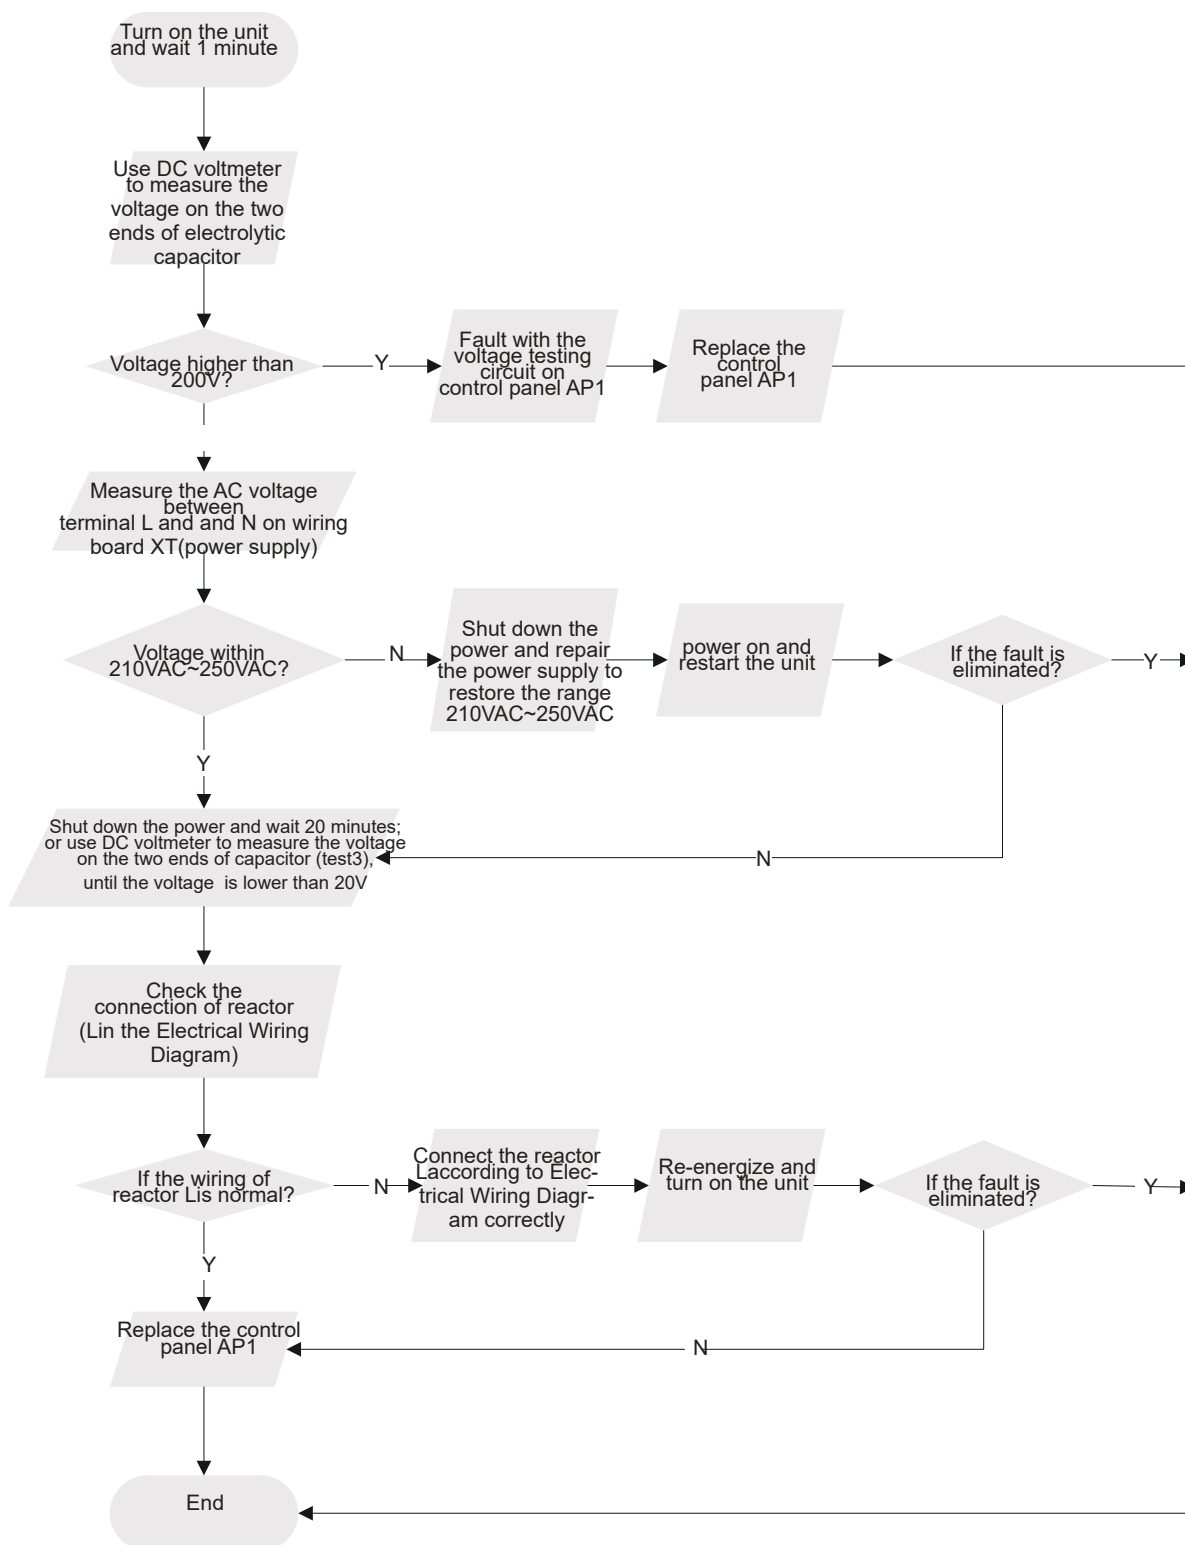 Turn on the unit
and wait 1 minute
Use DC voltmeter
to measure the
voltage on the two
ends of electrolytic
capacitor
Voltage higher than
200V?
Y
Fault with the
voltage testing
circuit on
control panel AP1
Replace the
control
panel AP1
Measure the AC voltage
between
terminal L and and N on wiring
board XT(power supply)
Voltage within
210VAC~250VAC?
N
Shut down the
power and repair
the power supply to
restore the range
210VAC~250VAC
power on and
restart the unit
If the fault is
eliminated?
Y
Y
Shut down the power and wait 20 minutes;
or use DC voltmeter to measure the voltage
on the two ends of capacitor (test3),
until the voltage is lower than 20V
N
Check the
connection of reactor
(Lin the Electrical Wiring
Diagram)
If the wiring of
reactor Lis normal?
N
Connect the reactor
Laccording to Elec-
trical Wiring Diagr-
am correctly
Re-energize and
turn on the unit
If the fault is
eliminated?
Y
Y
Replace the control
panel AP1
N
End